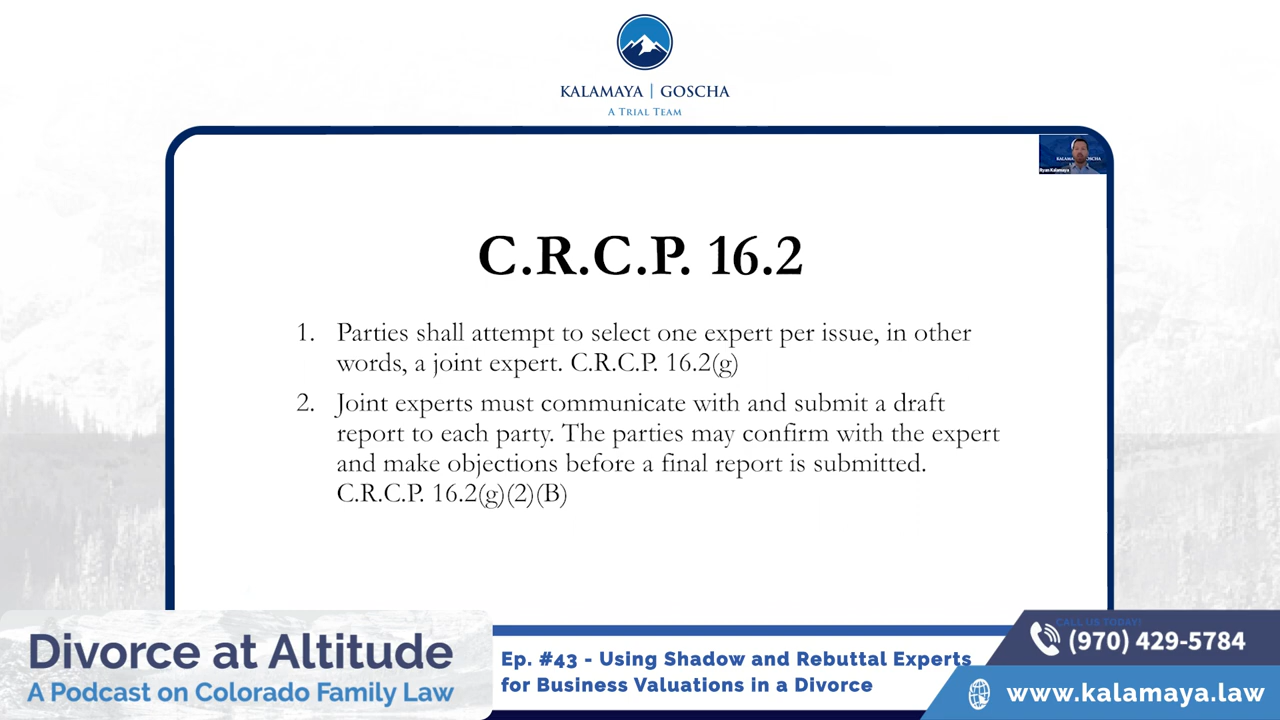 KALAMAYA | GOSCHA
A TRIAL TEAM
KALAMAYA GOSCHA
Ryan Kalamaya
C.R.C.P. 16.2
1. Parties shall attempt to select one expert per issue, in other
words, a joint expert. C.R.C.P. 16.2(g)
2. Joint experts must communicate with and submit a draft
report to each party. The parties may confirm with the expert
and make objections before a final report is submitted.
C.R.C.P. 16.2(g)(2)(B)
Divorce at Altitude
A Podcast on Colorado Family Law
Ep. #43 - Using Shadow and Rebuttal Experts
for Business Valuations in a Divorce
CALL US TODAY!
(970) 429-5784
www.kalamaya.law